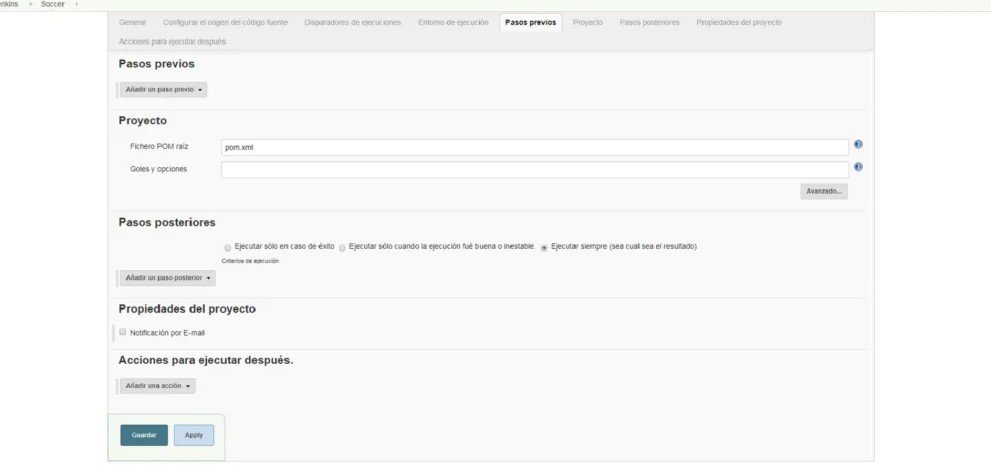 Soccer
General Configurar el origen del código fuente Disparadores de ejecuciones Entorno de ejecución Pasos previos Proyecto Pasos posteriores Propiedades del proyecto
Acciones para ejecutar después.
Pasos previos
Añadir un paso previo
Proyecto
Fichero POM raíz pom.xml
Goles y opciones
Avanzado...
Pasos posteriores
Ejecutar sólo en caso de éxito Ejecutar sólo cuando la ejecución fué buena o inestable. Ejecutar siempre (sea cual sea el resultado)
Criterios de ejecución
Añadir un paso posterior
Propiedades del proyecto
Notificación por E-mail
Acciones para ejecutar después.
Añadir una acción
Guardar Apply